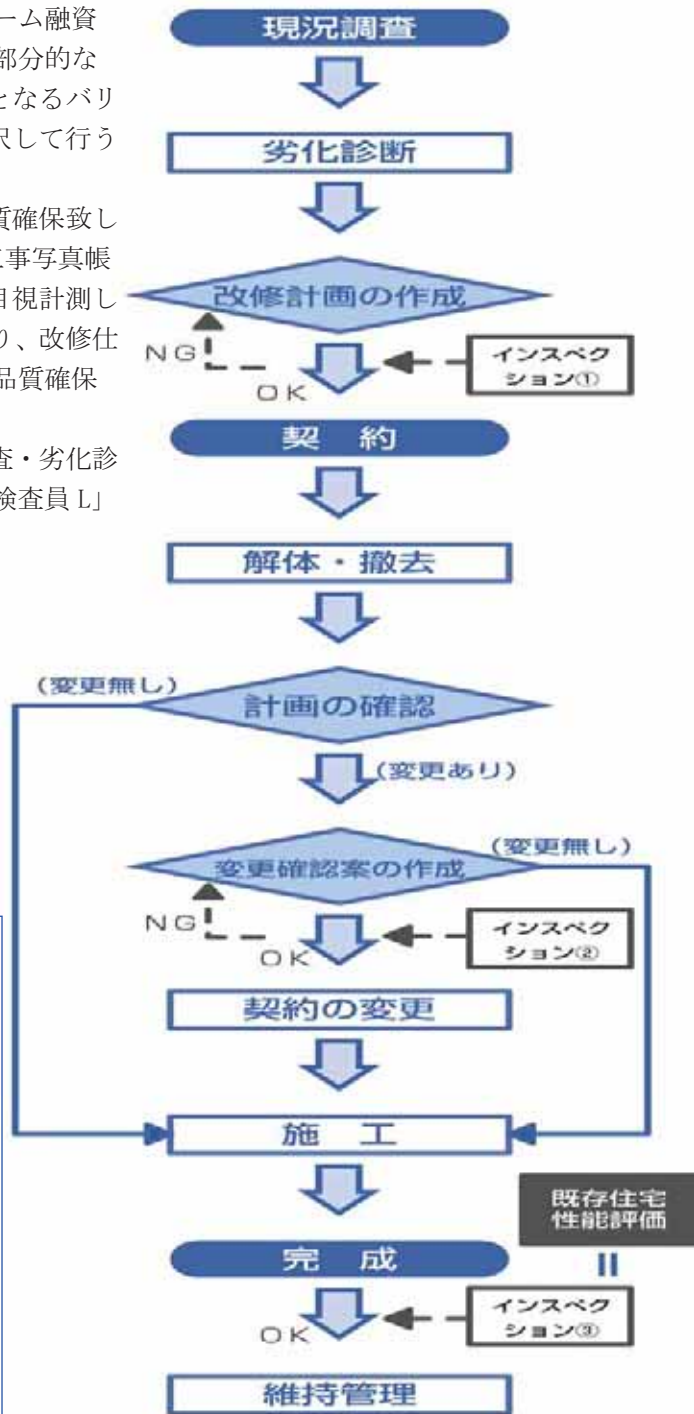 ーム融資
部分的な
となるバリ
択して行う
質確保致し
工事写真帳
目視計測し
り、改修仕
品質確保
査・劣化診
検査員 L」
現況調査
劣化診断
改修計画の作成
NG
OK
インスペク
ション①
契 約
解体・撤去
計画の確認
(変更無し)
(変更あり)
変更確認案の作成
(変更無し)
NG
OK
インスペク
ション②
契約の変更
施 工
既存住宅
性能評価
完 成
OK
インスペク
ション③
維持管理